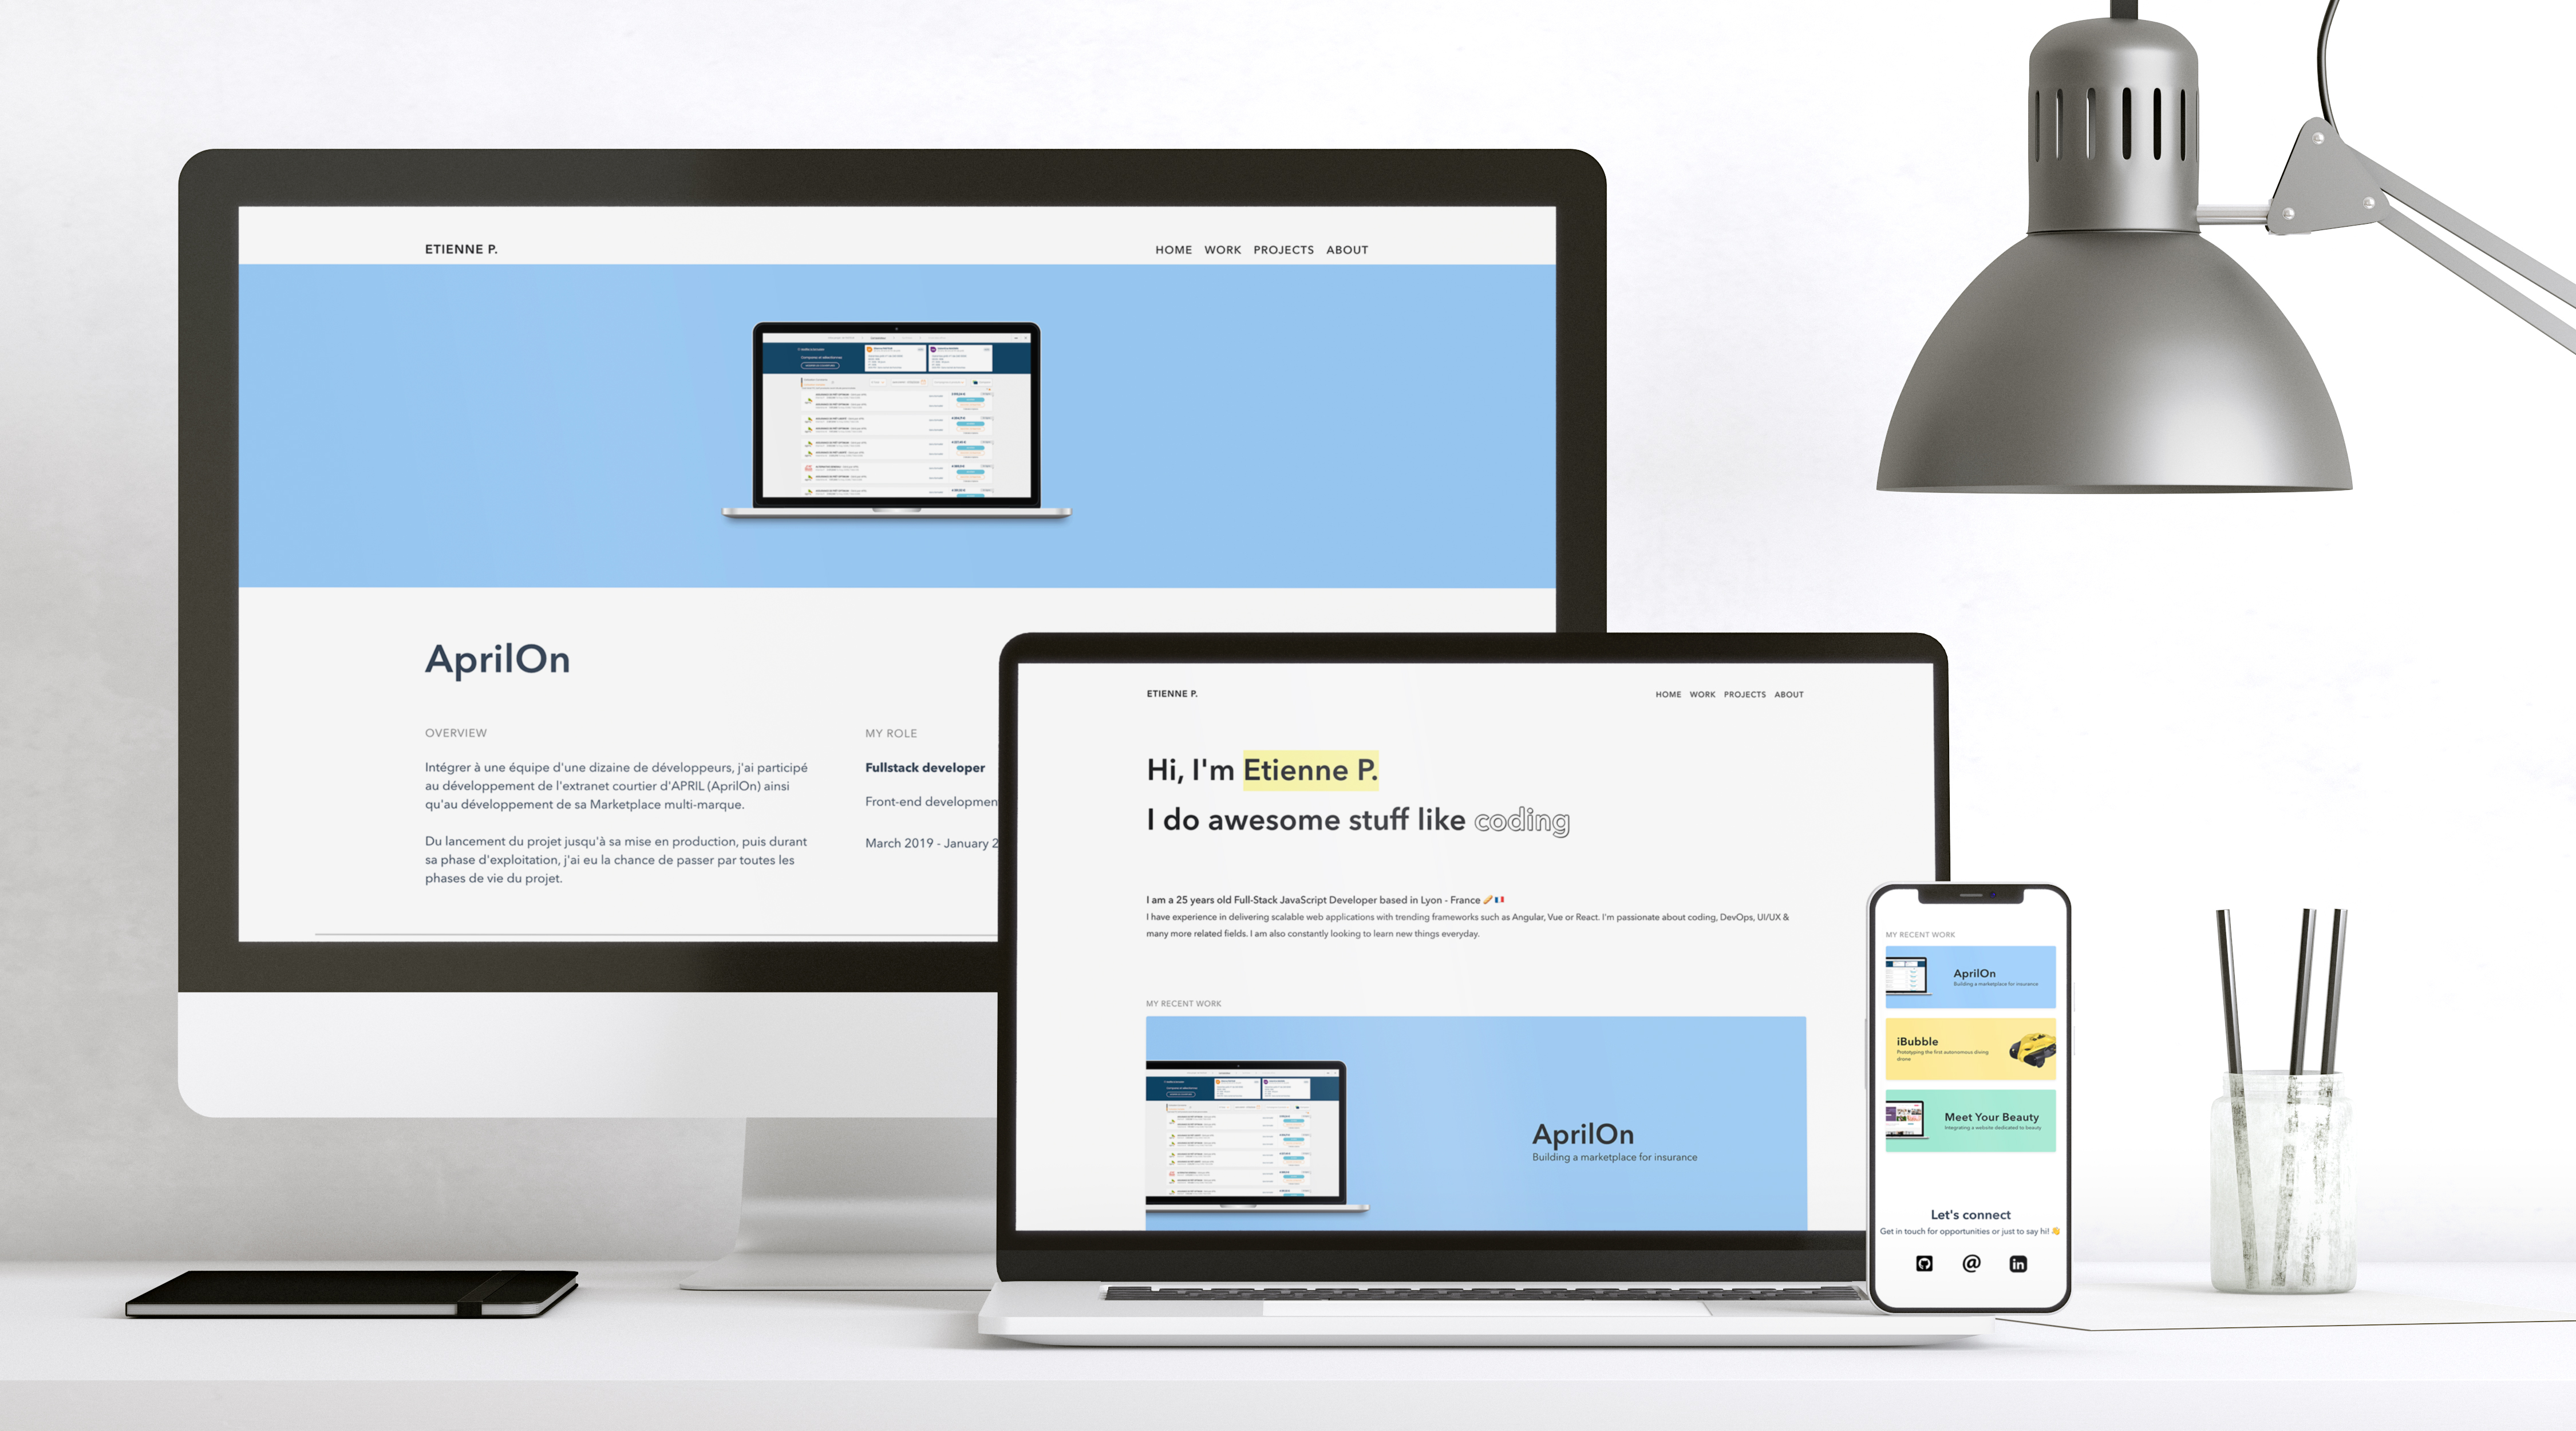 ETIENNE P.
HOME WORK PROJECTS ABOUT
AprilOn
OVERVIEW
Intégrer à une équipe d'une dizaine de développeurs, j'ai participé
au développement de l'extranet courtier d'APRIL (AprilOn) ainsi
qu'au développement de sa Marketplace multi-marque.
Du lancement du projet jusqu'à sa mise en production, puis durant
sa phase d'exploitation, j'ai eu la chance de passer par toutes les
phases de vie du projet.
MY ROLE
Fullstack developer
Front-end developmen
March 2019 - January 2
ETIENNE P.
HOME WORK PROJECTS ABOUT
Hi, I'm Etienne P.
I do awesome stuff like coding
I am a 25 years old Full-Stack JavaScript Developer based in Lyon - France 🥖 🇫🇷
I have experience in delivering scalable web applications with trending frameworks such as Angular, Vue or React. I'm passionate about coding, DevOps, UI/UX &
many more related fields. I am also constantly looking to learn new things everyday.
MY RECENT WORK
AprilOn
Building a marketplace for insurance
MY RECENT WORK
AprilOn
Building a marketplace for insurance
iBubble
Prototyping the first autonomous diving
drone
Meet Your Beauty
Integrating a website dedicated to beauty
Let's connect
Get in touch for opportunities or just to say hi! 👋
@
in